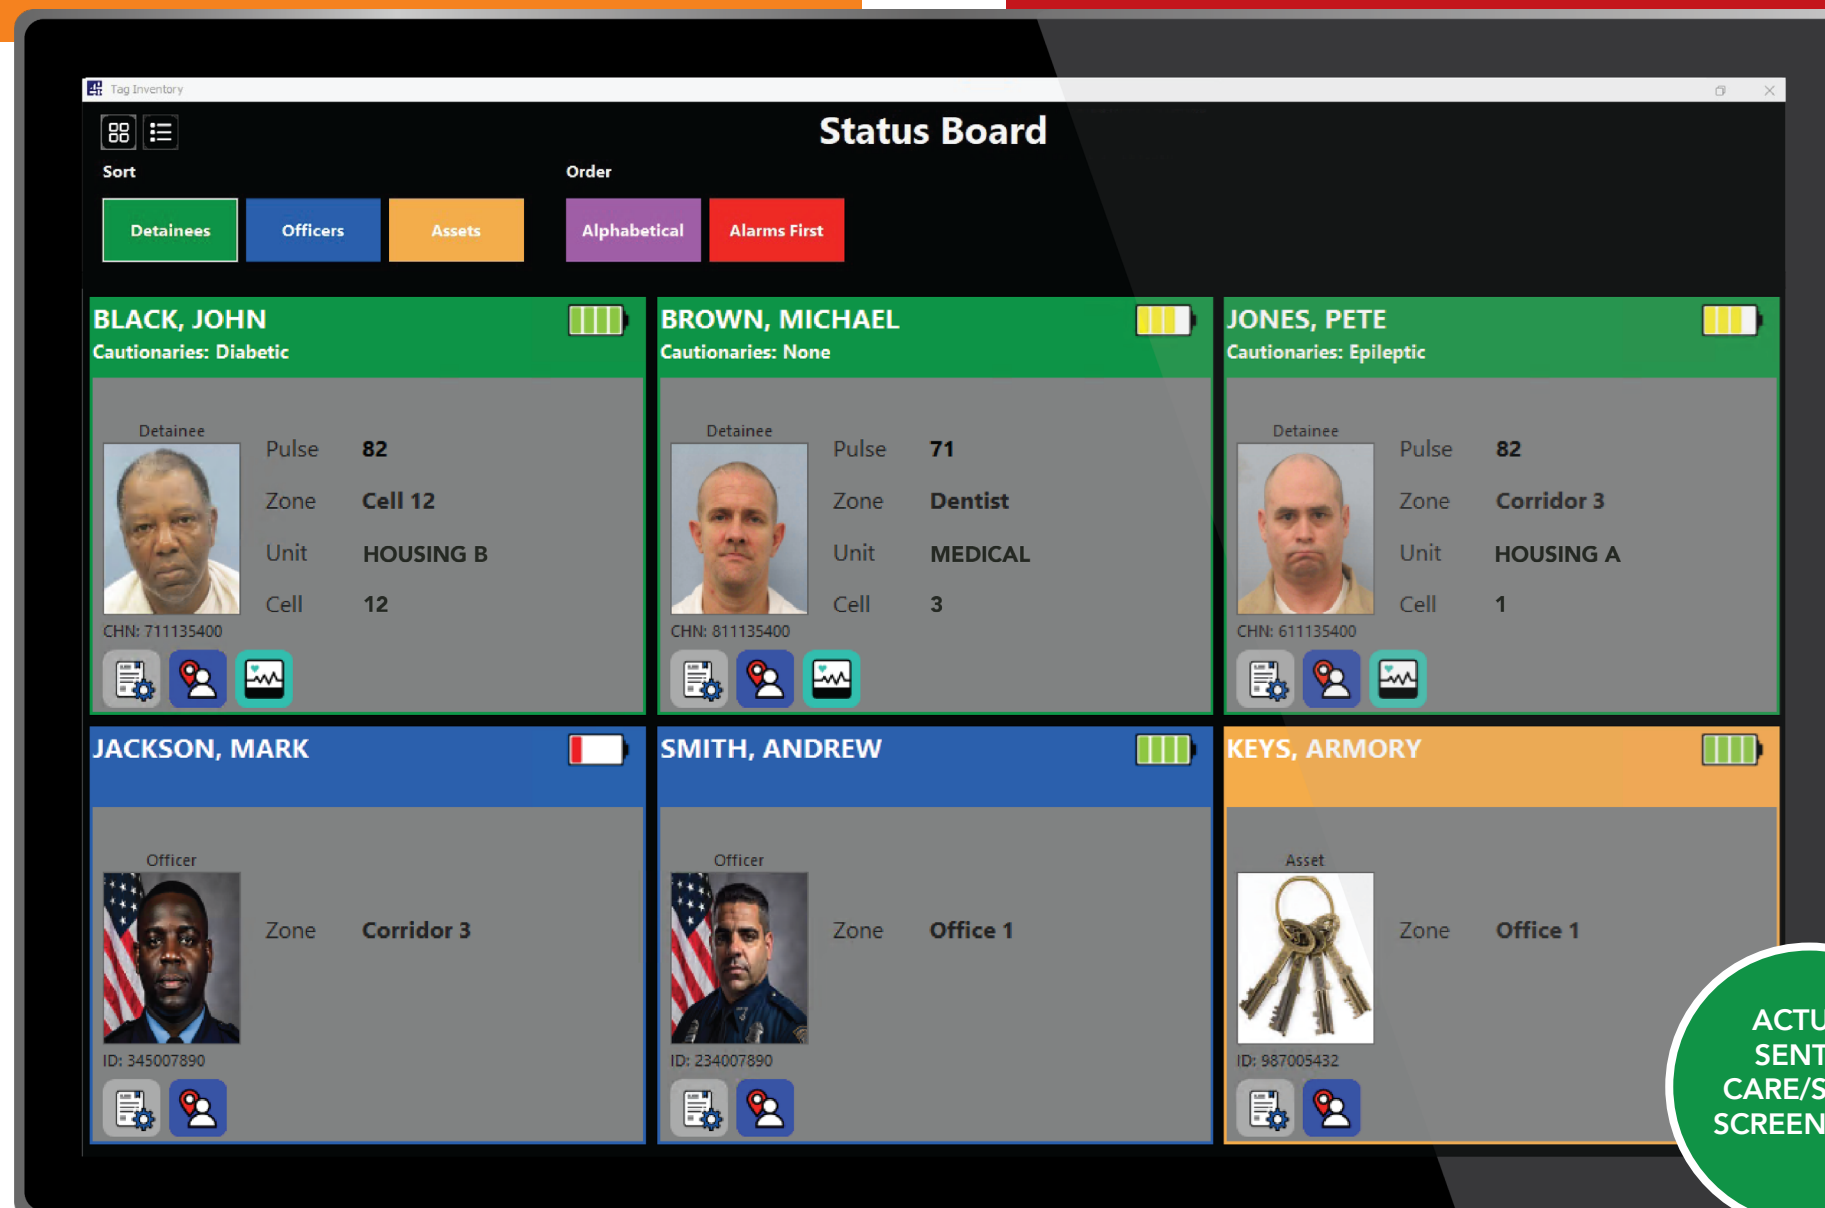 Tag Inventory
Status Board
Sort
Order
Detainees
Officers
Assets
Alphabetical
Alarms First
BLACK, JOHN
Cautionaries: Diabetic
Detainee
Pulse 82
Zone Cell 12
Unit HOUSING B
Cell 12
CHN: 711135400
BROWN, MICHAEL
Cautionaries: None
Detainee
Pulse 71
Zone Dentist
Unit MEDICAL
Cell 3
CHN: 811135400
JONES, PETE
Cautionaries: Epileptic
Detainee
Pulse 82
Zone Corridor 3
Unit HOUSING A
Cell 1
CHN: 611135400
JACKSON, MARK
Officer
Zone Corridor 3
ID: 345007890
SMITH, ANDREW
Officer
Zone Office 1
ID: 234007890
KEYS, ARMORY
Asset
Zone Office 1
ID: 987005432
ACTU
SENT
CARE/S
SCREEN